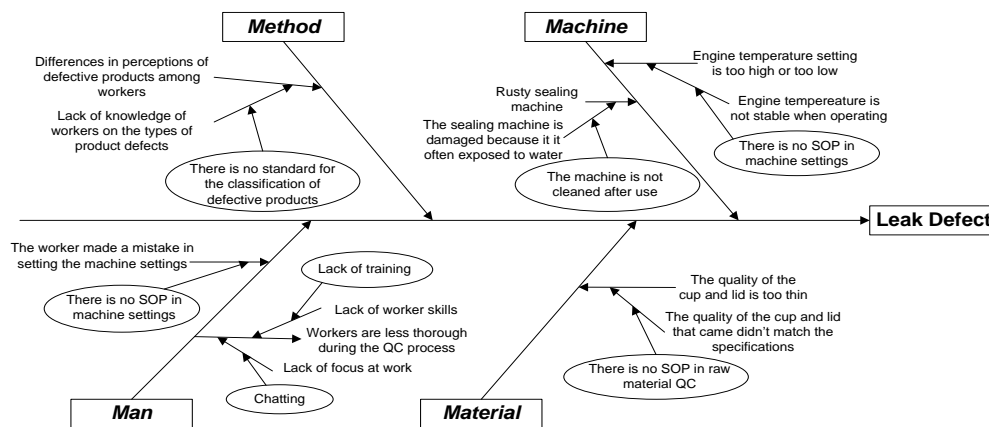 Method
Machine
Differences in perceptions of
defective products among
workers
Lack of knowledge of
workers on the types of
product defects
There is no standard for
the classification of
defective products
Engine temperature setting
is too high or too low
Rusty sealing
machine
Engine tempereature is
not stable when operating
The sealing machine is
damaged because it it
often exposed to water
There is no SOP in
machine settings
The machine is not
cleaned after use
Leak Defect
The worker made a mistake in
setting the machine settings
There is no SOP in
machine settings
Lack of training
Lack of worker skills
Workers are less thorough
during the QC process
Lack of focus at work
Chatting
The quality of the
cup and lid is too thin
The quality of the cup and lid
that came didn't match the
specifications
There is no SOP in raw
material QC
Man
Material